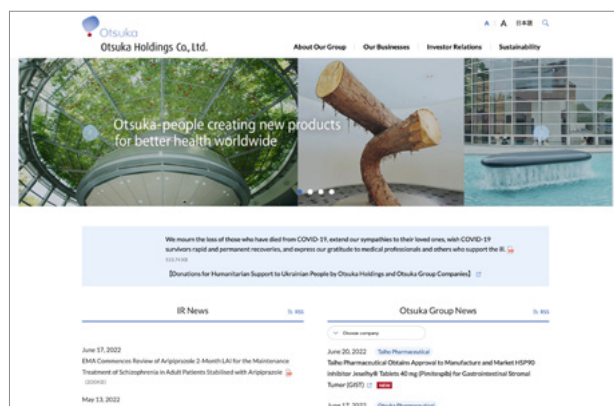 Otsuka
Otsuka Holdings Co., Ltd.
A A 日本語
About Our Group Our Businesses Investor Relations Sustainability
Otsuka-people creating new products
for better health worldwide
We mourn the loss of those who have died from COVID-19, extend our sympathies to their loved ones, wish COVID-19
survivors rapid and permanent recoveries, and express our gratitude to medical professionals and others who support the ill.
【Donations for Humanitarian Support to Ukrainian People by Otsuka Holdings and Otsuka Group Companies】
IR News RSS
June 17, 2022
EMA Commences Review of Aripiprazole 2-Month LAI for the Maintenance
Treatment of Schizophrenia in Adult Patients Stabilised with Aripiprazole
May 13, 2022
Otsuka Group News RSS
Choose company
June 20, 2022 Taiho Pharmaceutical
Taiho Pharmaceutical Obtains Approval to Manufacture and Market HSP90
Inhibitor Jeselhy® Tablets 40 mg (Pimitespib) for Gastrointestinal Stromal
Tumor (GIST) NEW
June 17, 2022 Otsuka Pharmaceutical